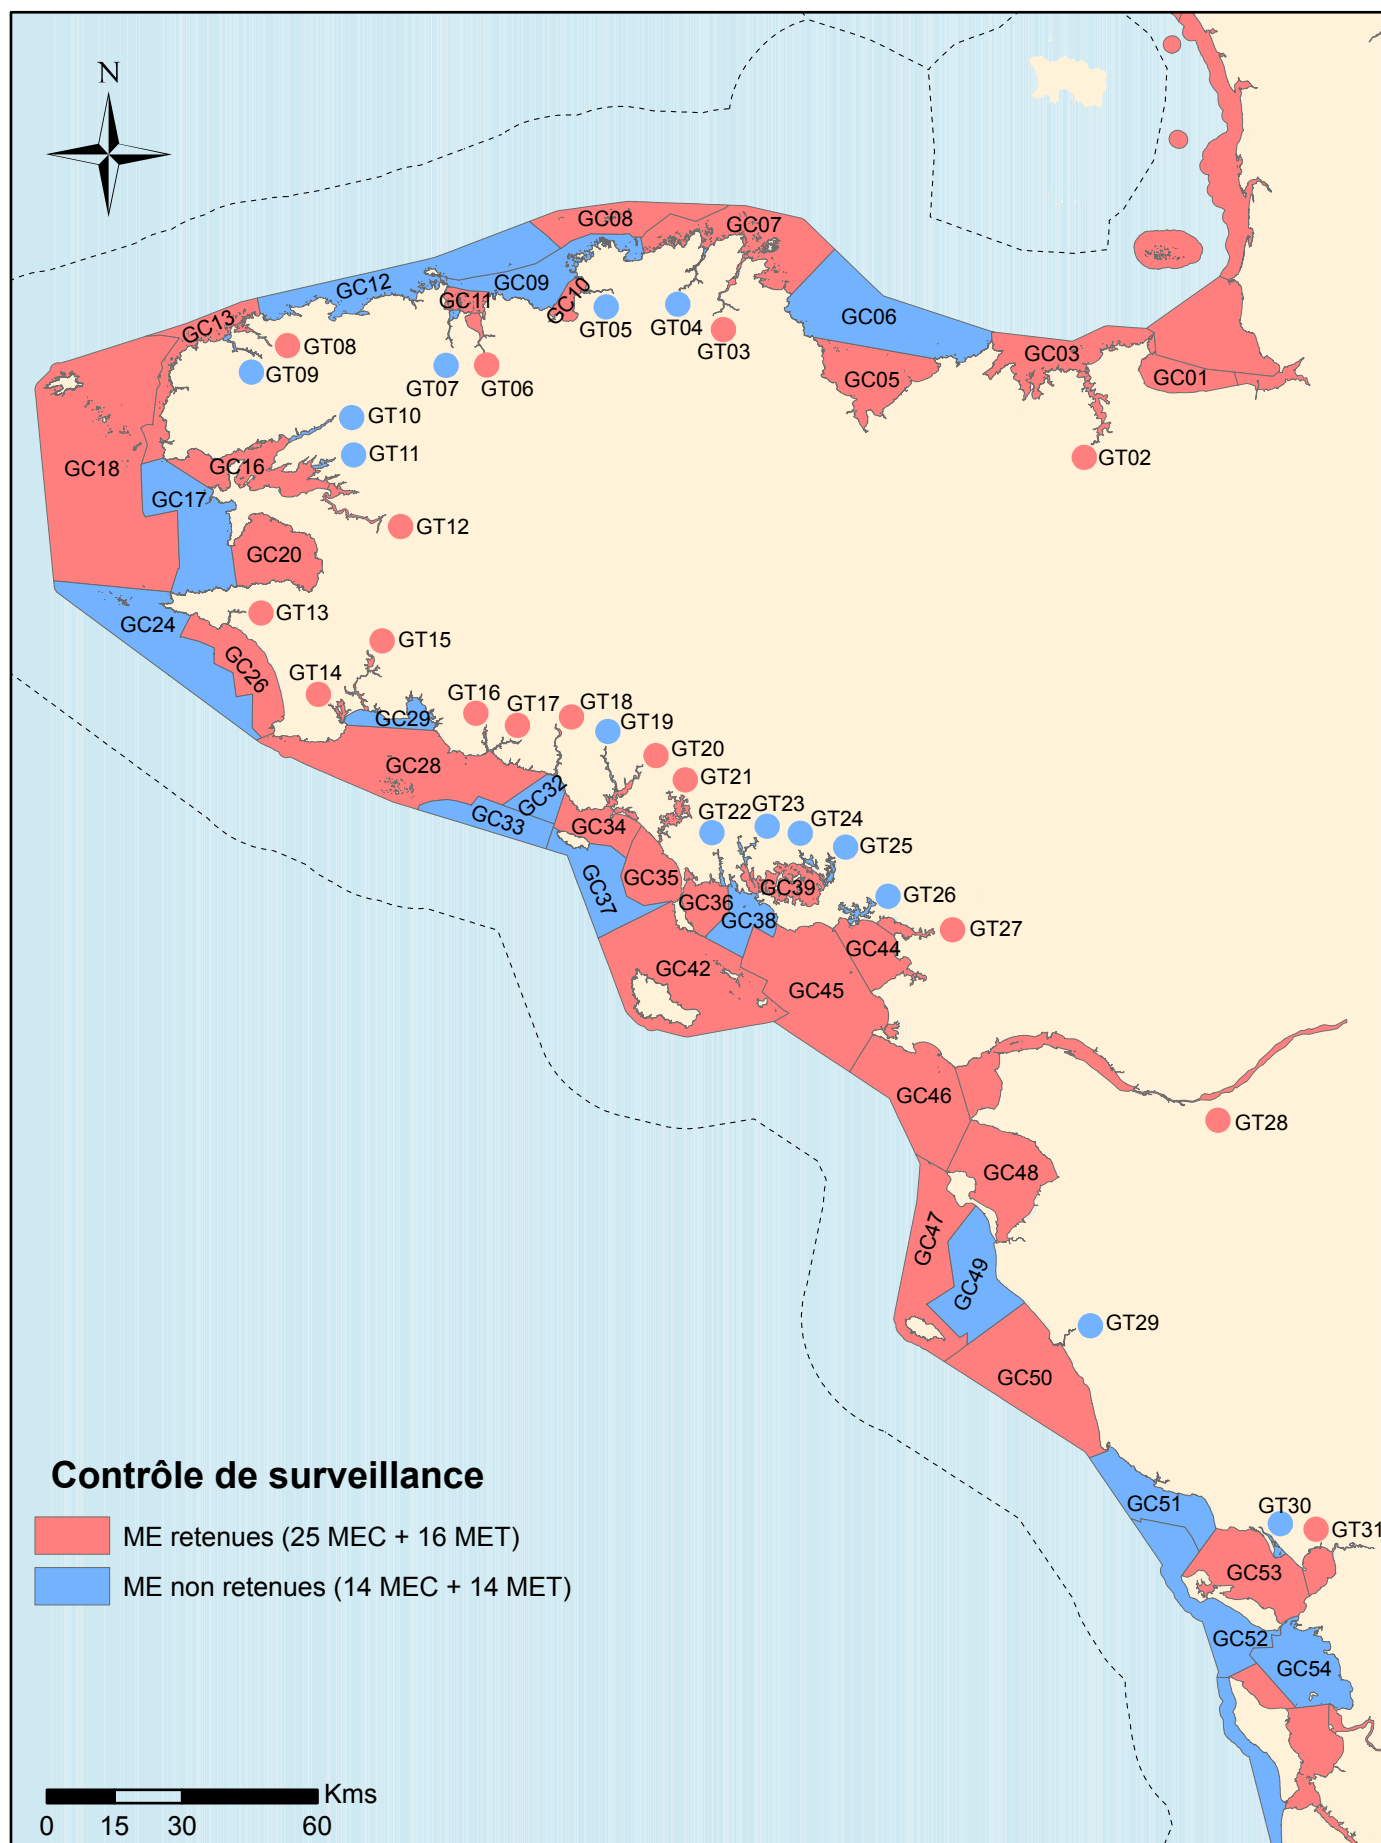 N
GC08
GC07
GC12
GC09
GC11
GC10
GC06
GC13
GT05
GT04
GT03
GC03
GT08
GT09
GT07
GT06
GC05
GC01
GT10
GT11
GT02
GC18
GC16
GC17
GT12
GC20
GT13
GC24
GT15
GC26
GT14
GT16
GT17
GT18
GT19
GC29
GT20
GC28
GT21
GC32
GT22
GT23
GT24
GC33
GC34
GT25
GC37
GC35
GC39
GC36
GT26
GC38
GT27
GC44
GC42
GC45
GC46
GT28
GC48
GC47
GC49
GT29
GC50
Contrôle de surveillance
ME retenues (25 MEC + 16 MET)
ME non retenues (14 MEC + 14 MET)
GC51
GT30
GT31
GC53
GC52
GC54
Kms
0 15 30 60